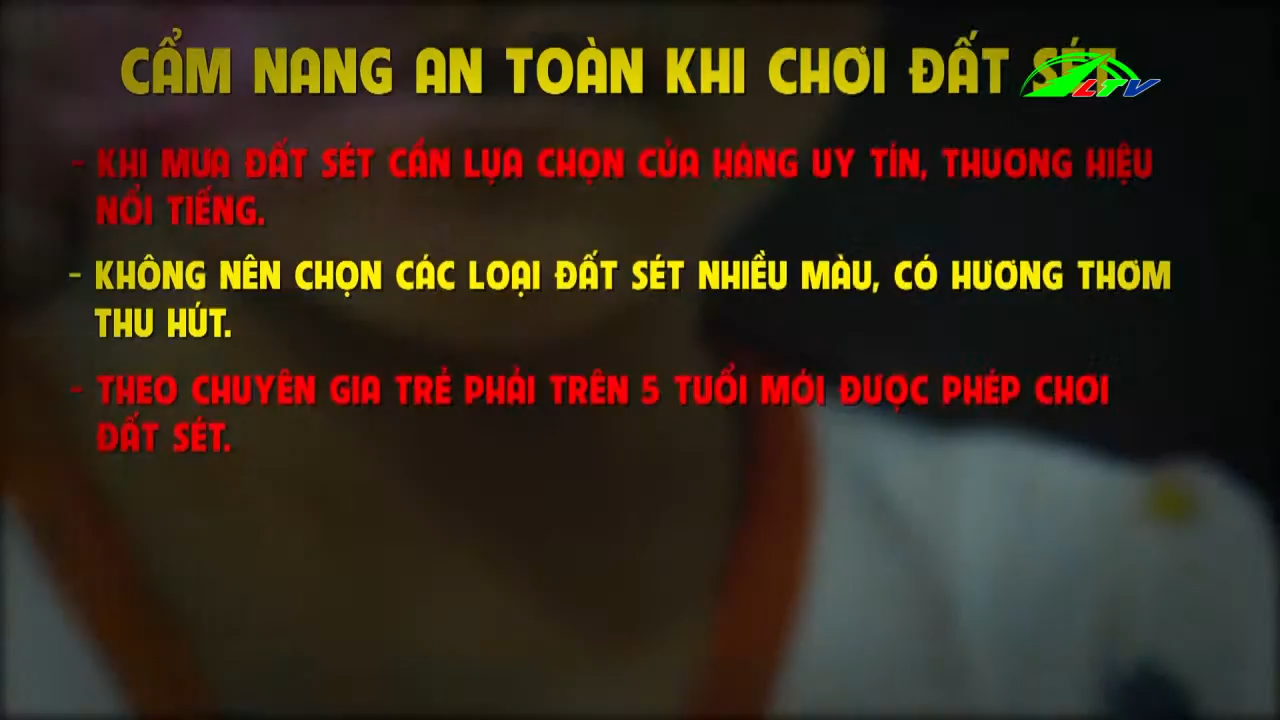 CẨM NANG AN TOÀN KHI CHƠI ĐẤT SÉT
LTV
- KHI MUA ĐẤT SÉT CẦN LỰA CHỌN CỬA HÀNG UY TÍN, THƯƠNG HIỆU
NỔI TIẾNG.
- KHÔNG NÊN CHỌN CÁC LOẠI ĐẤT SÉT NHIỀU MÀU, CÓ HƯƠNG THƠM
THU HÚT.
- THEO CHUYÊN GIA TRẺ PHẢI TRÊN 5 TUỔI MỚI ĐƯỢC PHÉP CHƠI
ĐẤT SÉT.